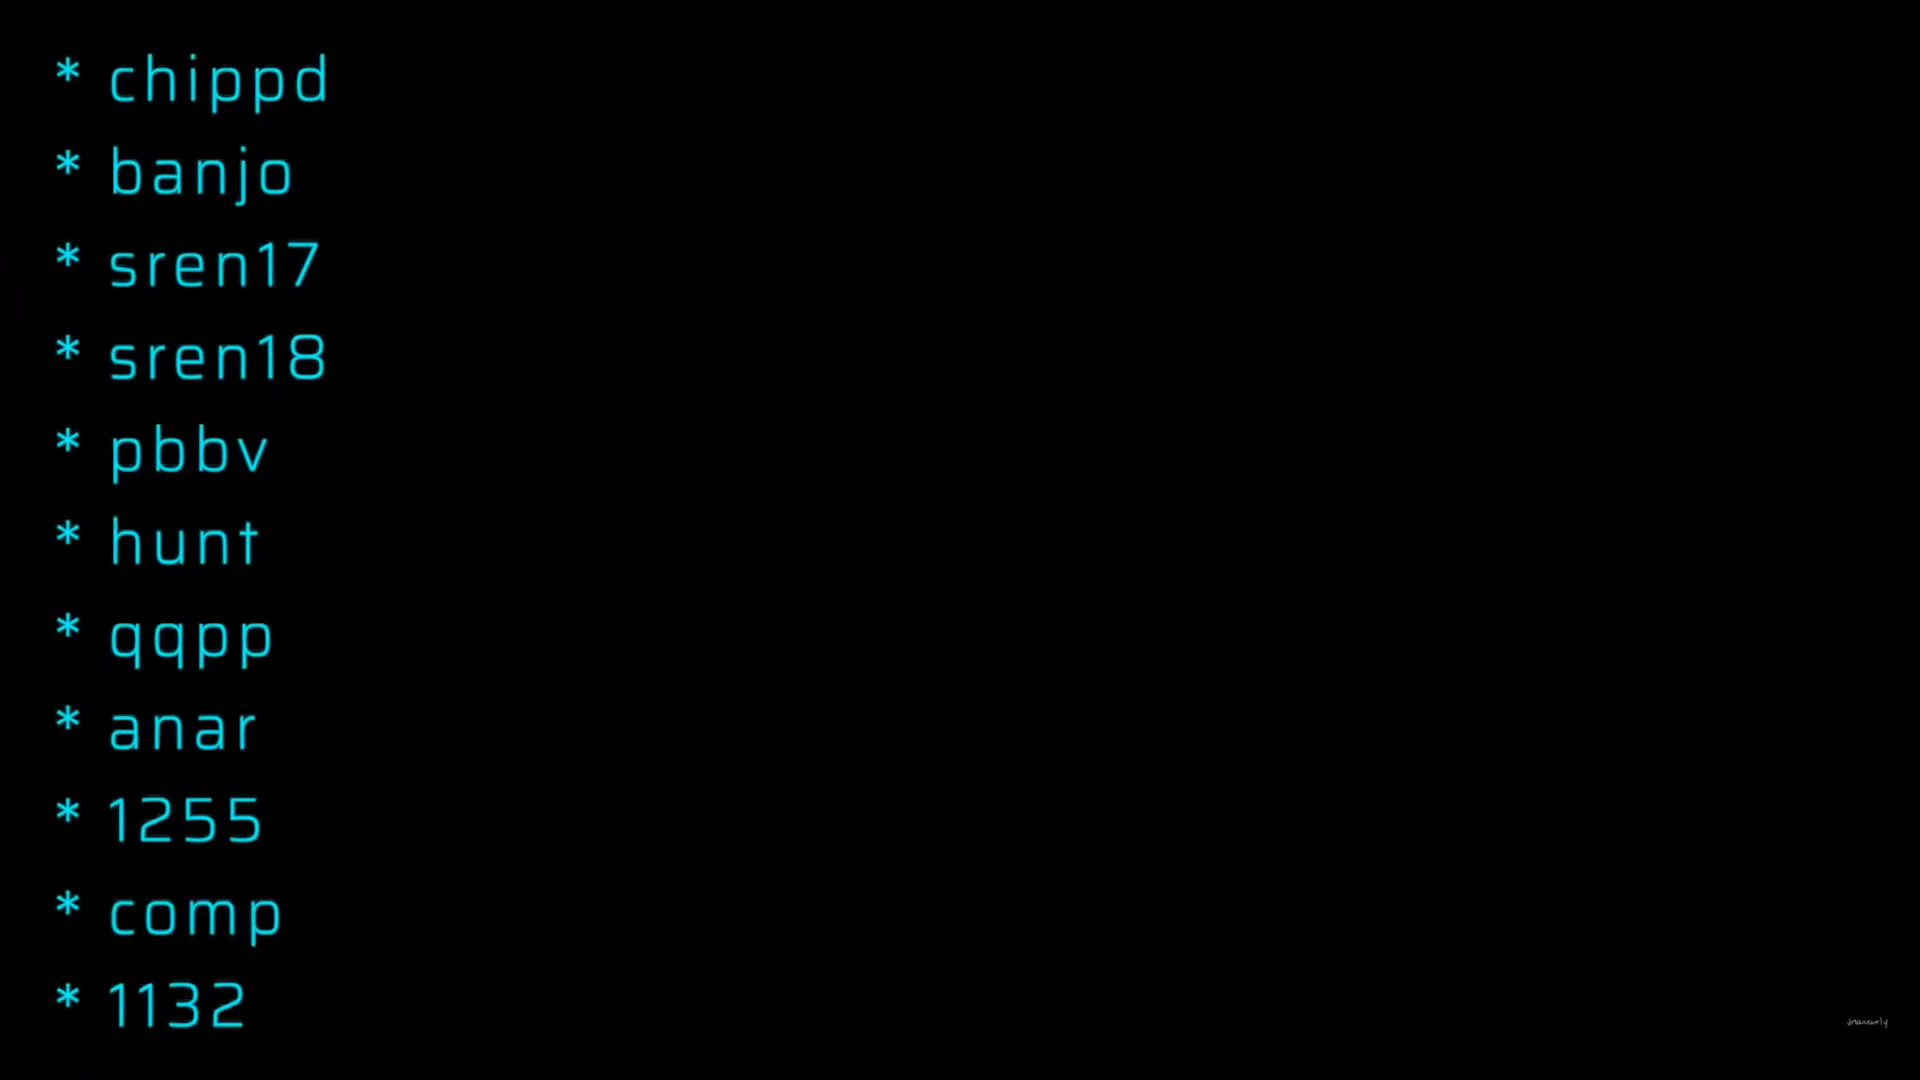 * chippd
* banjo
* sren17
* sren18
* pbbv
* hunt
* qqpp
* anar
* 1255
* comp
* 1132